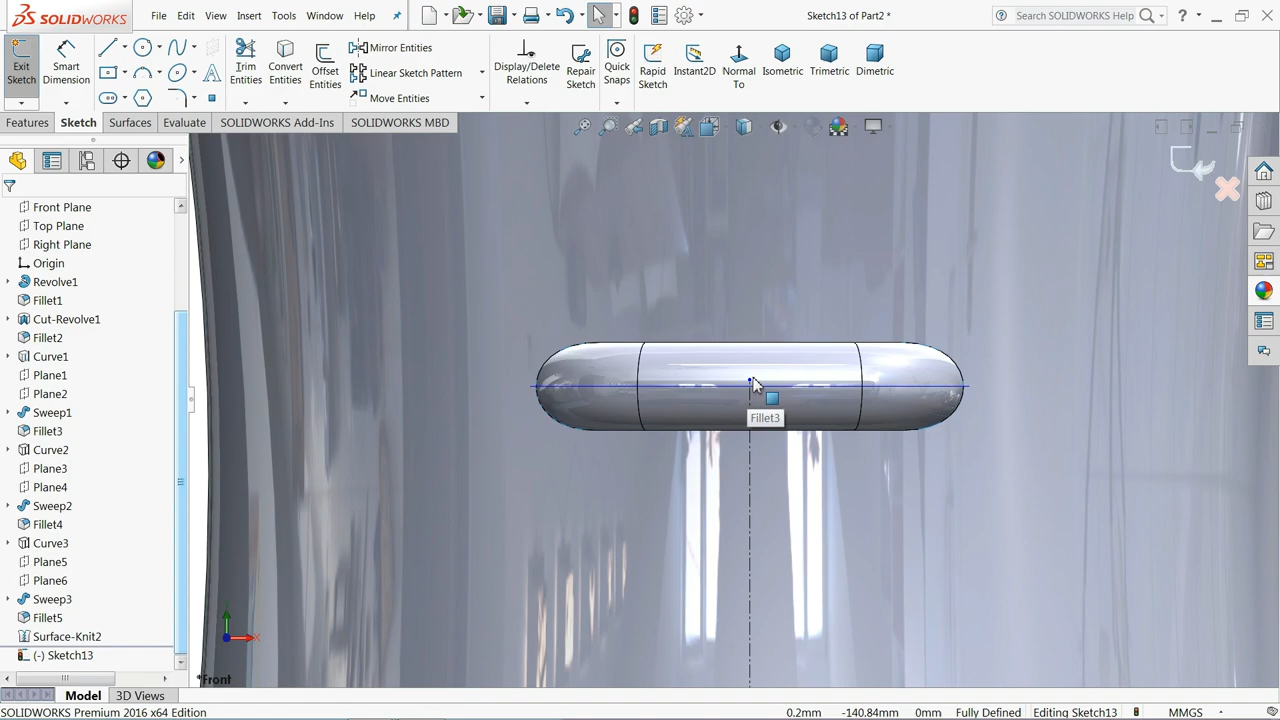 SOLIDWORKS
File
Edit
View
Insert
Tools
Window
Help
Sketch13 of Part2 *
Search SOLIDWORKS Help
?
Exit Sketch
Smart Dimension
Trim Entities
Convert Entities
Offset Entities
Mirror Entities
Linear Sketch Pattern
Move Entities
Display/Delete Relations
Repair Sketch
Quick Snaps
Rapid Sketch
Instant2D
Normal To
Isometric
Trimetric
Dimetric
Features
Sketch
Surfaces
Evaluate
SOLIDWORKS Add-Ins
SOLIDWORKS MBD
Front Plane
Top Plane
Right Plane
Origin
Revolve1
Fillet1
Cut-Revolve1
Fillet2
Curve1
Plane1
Plane2
Sweep1
Fillet3
Curve2
Plane3
Plane4
Sweep2
Fillet4
Curve3
Plane5
Plane6
Sweep3
Fillet5
Surface-Knit2
(-) Sketch13
Fillet3
X
*Front
Model
3D Views
SOLIDWORKS Premium 2016 x64 Edition
0.2mm
-140.84mm
0mm
Fully Defined
Editing Sketch13
MMGS